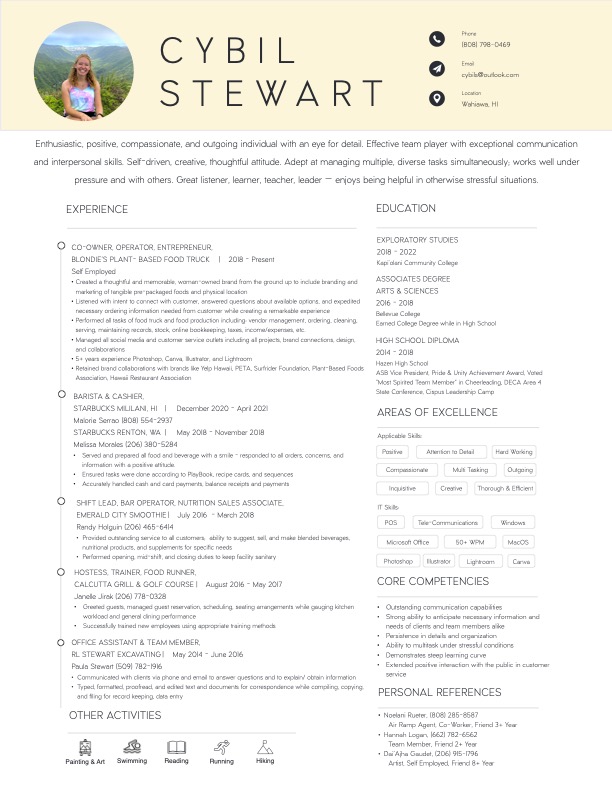 CYBIL
STEWART
Phone
(808) 798-0469
Email
cybils@outlook.com
Location
Wahiawa, HI
Enthusiastic, positive, compassionate, and outgoing individual with an eye for detail. Effective team player with exceptional communication
and interpersonal skills. Self-driven, creative, thoughtful attitude. Adept at managing multiple, diverse tasks simultaneously; works well under
pressure and with others. Great listener, learner, teacher, leader — enjoys being helpful in otherwise stressful situations.
EXPERIENCE
CO-OWNER, OPERATOR, ENTREPRENEUR,
BLONDIE'S PLANT- BASED FOOD TRUCK | 2018 - Present
Self Employed
• Created a thoughtful and memorable, woman-owned brand from the ground up to include branding and
marketing of tangible pre-packaged foods and physical location
• Listened with intent to connect with customer, answered questions about available options, and expedited
necessary ordering information needed from customer while creating a remarkable experience
• Performed all tasks of food truck and food production including- vendor management, ordering, cleaning,
serving, maintaining records, stock, online bookkeeping, taxes, income/expenses, etc.
• Managed all social media and customer service outlets including all projects, brand connections, design,
and collaborations
• 5+ years experience Photoshop, Canva, Illustrator, and Lightroom
• Retained brand collaborations with brands like Yelp Hawaii, PETA, Surfrider Foundation, Plant-Based Foods
Association, Hawaii Restaurant Association
BARISTA & CASHIER,
STARBUCKS MILILANI, HI | December 2020 - April 2021
Malorie Serrao (808) 554-2937
STARBUCKS RENTON, WA | May 2018 - November 2018
Melissa Morales (206) 380-5284
• Served and prepared all food and beverage with a smile - responded to all orders, concerns, and
information with a positive attitude
• Ensured tasks were done according to PlayBook, recipe cards, and sequences
• Accurately handled cash and card payments, balance receipts and payments
SHIFT LEAD, BAR OPERATOR, NUTRITION SALES ASSOCIATE,
EMERALD CITY SMOOTHIE | July 2016 - March 2018
Randy Holguin (206) 465-6414
• Provided outstanding service to all customers, ability to suggest, sell, and make blended beverages,
nutritional products, and supplements for specific needs
• Performed opening, mid-shift, and closing duties to keep facility sanitary
HOSTESS, TRAINER, FOOD RUNNER,
CALCUTTA GRILL & GOLF COURSE | August 2016 - May 2017
Janelle Jirak (206) 778-0328
• Greeted guests, managed guest reservation, scheduling, seating arrangements while gauging kitchen
workload and general dining performance
• Successfully trained new employees using appropriate training methods
OFFICE ASSISTANT & TEAM MEMBER,
RL STEWART EXCAVATING | May 2014 - June 2016
Paula Stewart (509) 782-1916
• Communicated with clients via phone and email to answer questions and to explain/ obtain information
• Typed, formatted, proofread, and edited text and documents for correspondence while compiling, copying,
and filing for record keeping, data entry
OTHER ACTIVITIES
Painting & Art
Swimming
Reading
Running
Hiking
EDUCATION
EXPLORATORY STUDIES
2018 - 2022
Kapi'olani Community College
ASSOCIATES DEGREE
ARTS & SCIENCES
2016 - 2018
Bellevue College
Earned College Degree while in High School
HIGH SCHOOL DIPLOMA
2014 - 2018
Hazen High School
ASB Vice President, Pride & Unity Achievement Award, Voted
"Most Spirited Team Member" in Cheerleading, DECA Area 4
State Conference, Cispus Leadership Camp
AREAS OF EXCELLENCE
Applicable Skills:
Positive
Attention to Detail
Hard Working
Compassionate
Multi Tasking
Outgoing
Inquisitive
Creative
Thorough & Efficient
IT Skills
POS
Tele-Communications
Windows
Microsoft Office
50+ WPM
MacOS
Photoshop
Illustrator
Lightroom
Canva
CORE COMPETENCIES
• Outstanding communication capabilities
• Strong ability to anticipate necessary information and
needs of clients and team members alike
• Persistence in details and organization
• Ability to multitask under stressful conditions
• Demonstrates steep learning curve
• Extended positive interaction with the public in customer
service
PERSONAL REFERENCES
• Noelani Rueter, (808) 285-8587
Air Ramp Agent, Co-Worker, Friend 3+ Year
• Hannah Logan, (662) 782-6562
Team Member, Friend 2+ Year
• Dai'Ajha Gaudet, (206) 915-1796
Artist, Self Employed, Friend 8+ Year